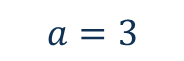 a = 3